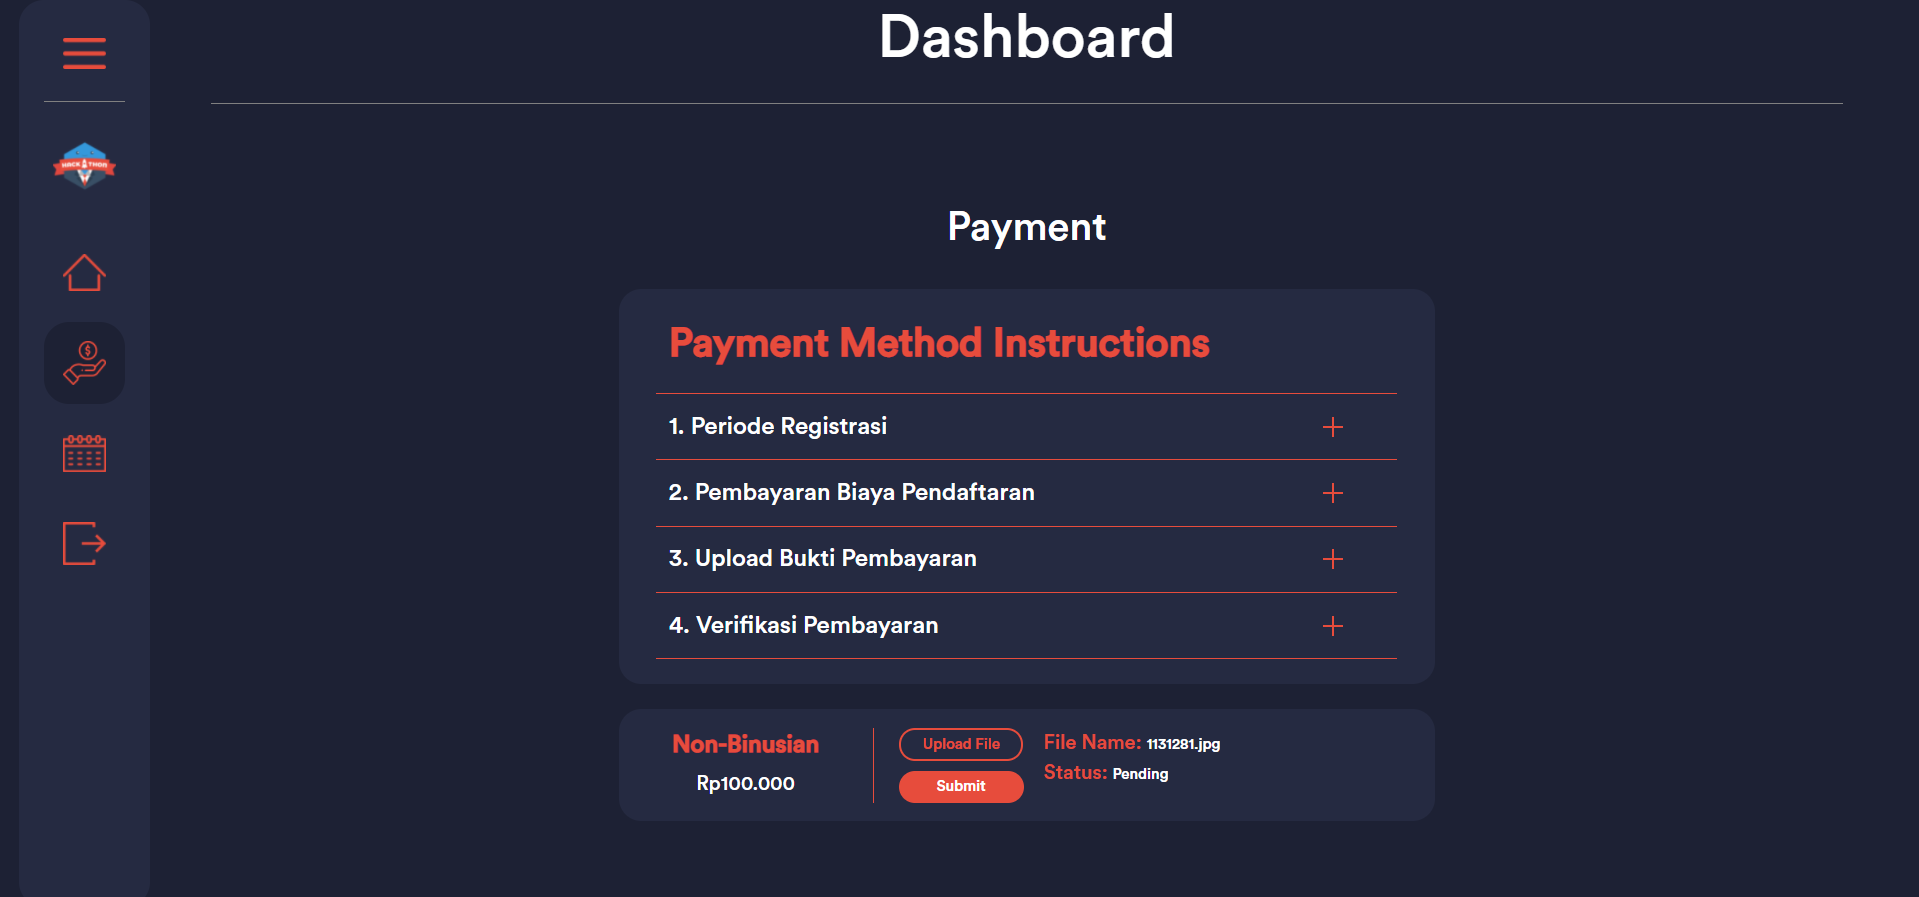 Dashboard
HACKATHON
Payment
Payment Method Instructions
1. Periode Registrasi
2. Pembayaran Biaya Pendaftaran
3. Upload Bukti Pembayaran
4. Verifikasi Pembayaran
Non-Binusian
Rp100.000
Upload File
Submit
File Name: 1131281.jpg
Status: Pending